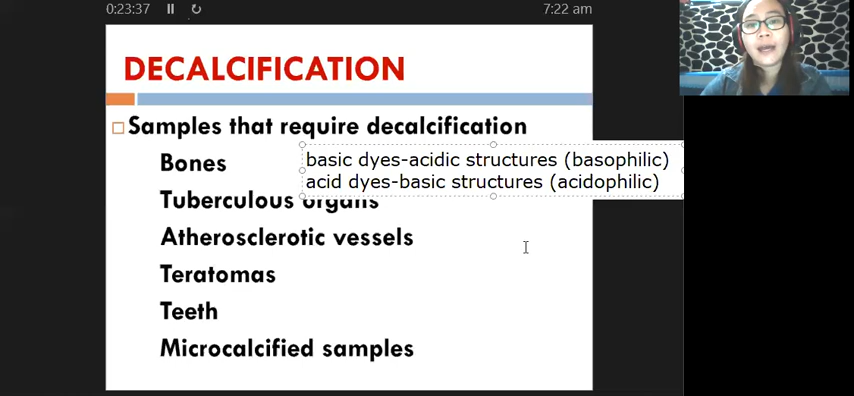 0:23:37
7:22 am
DECALCIFICATION
Samples that require decalcification
Bones
basic dyes-acidic structures (basophilic)
acid dyes-basic structures (acidophilic)
Tuberculous organs
Atherosclerotic vessels
Teratomas
Teeth
Microcalcified samples